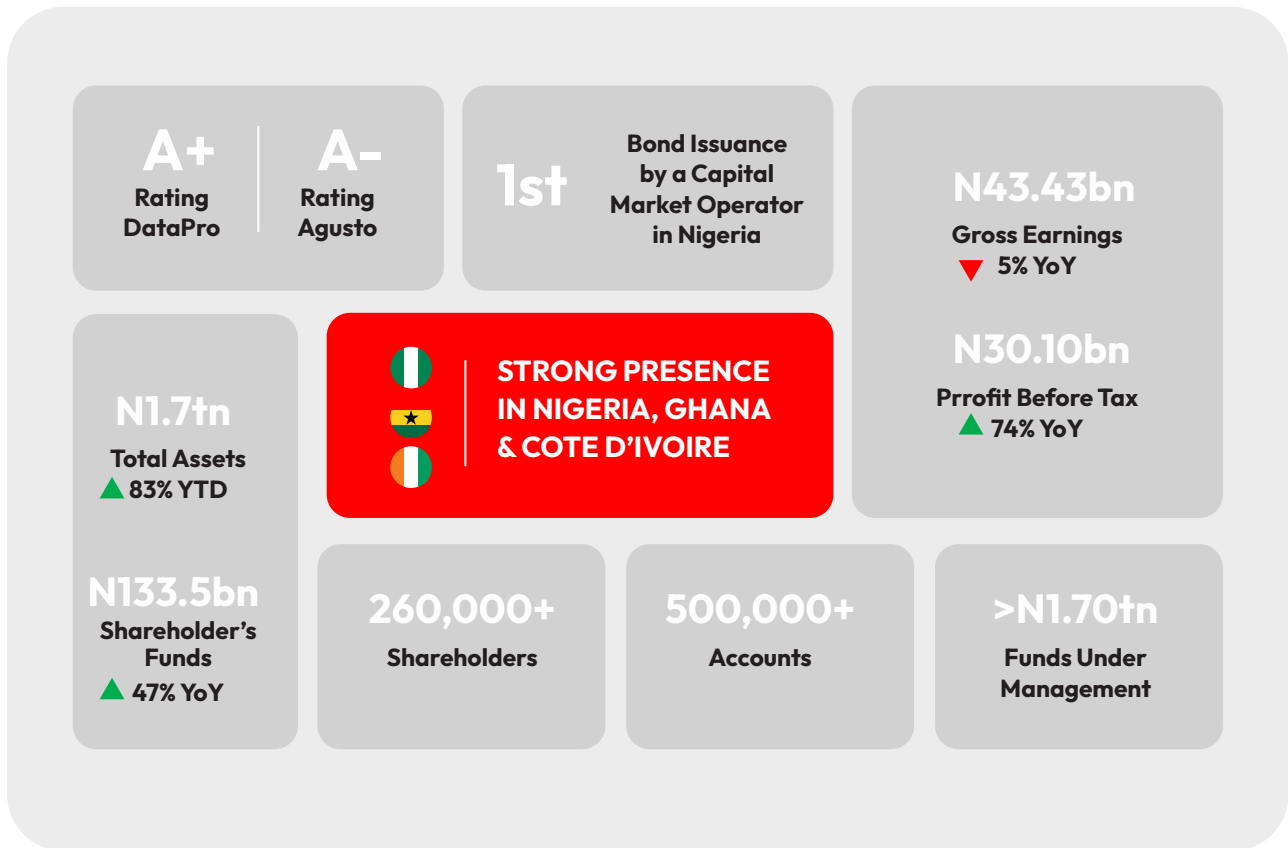 A+
Rating
DataPro
A-
Rating
Agusto
1st
Bond Issuance
by a Capital
Market Operator
in Nigeria
N43.43bn
Gross Earnings
5% YoY
N30.10bn
Prrofit Before Tax
74% YoY
N1.7tn
Total Assets
83% YTD
N133.5bn
Shareholder’s
Funds
47% YoY
STRONG PRESENCE
IN NIGERIA, GHANA
& COTE D’IVOIRE
260,000+
Shareholders
500,000+
Accounts
>N1.70tn
Funds Under
Management